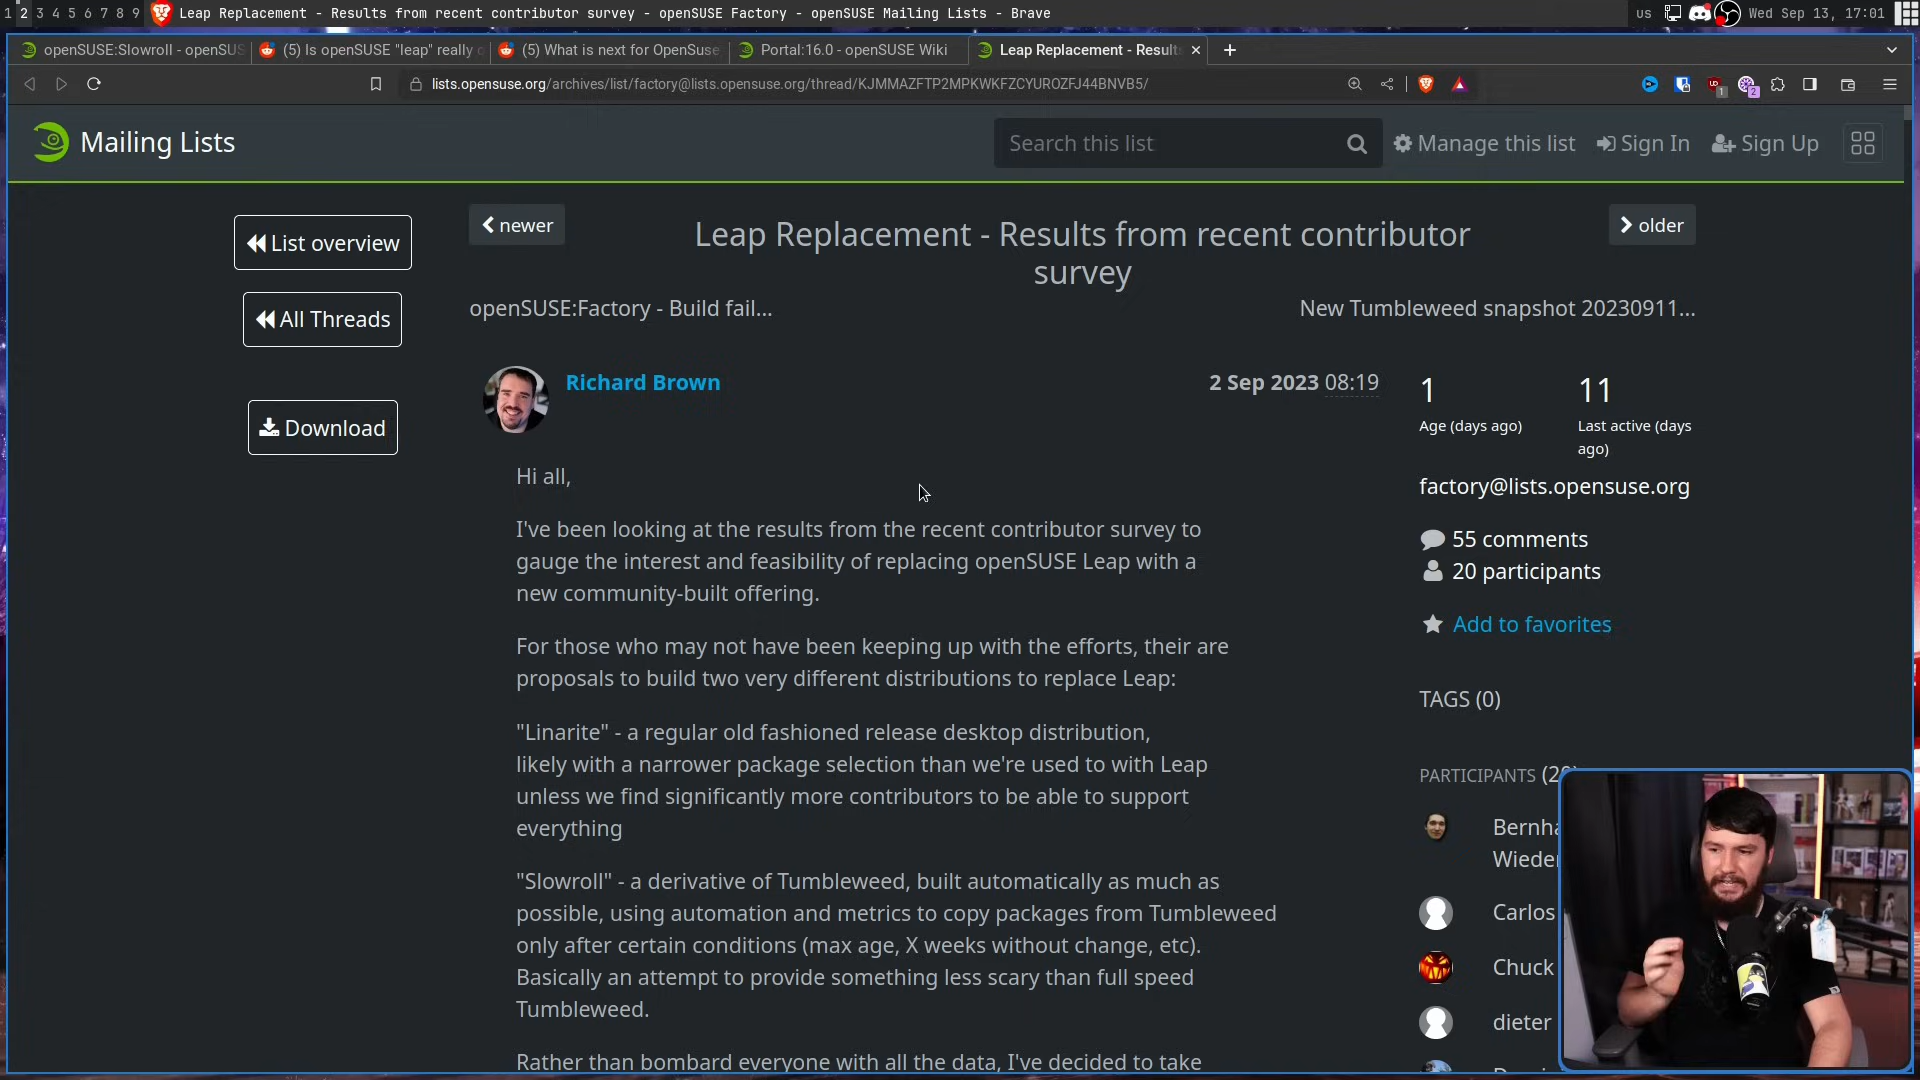 1 2 3 4 5 6 7 8 9 Leap Replacement - Results from recent contributor survey - openSUSE Factory - openSUSE Mailing Lists - Brave us Wed Sep 13, 17:01
openSUSE:Slowroll - openSUS (5) Is openSUSE "leap" really o (5) What is next for OpenSuse Portal:16.0 - openSUSE Wiki Leap Replacement - Result
lists.opensuse.org/archives/list/factory@lists.opensuse.org/thread/KJMMAZFTP2MPKWKFZCYUROZFJ44BNVB5/ 1 2
Mailing Lists Search this list Manage this list Sign In Sign Up
List overview
All Threads
Download
newer
Leap Replacement - Results from recent contributor
survey
older
openSUSE:Factory - Build fail... New Tumbleweed snapshot 20230911...
Richard Brown 2 Sep 2023 08:19
Hi all,
I've been looking at the results from the recent contributor survey to
gauge the interest and feasibility of replacing openSUSE Leap with a
new community-built offering.
For those who may not have been keeping up with the efforts, their are
proposals to build two very different distributions to replace Leap:
"Linarite" - a regular old fashioned release desktop distribution,
likely with a narrower package selection than we're used to with Leap
unless we find significantly more contributors to be able to support
everything
"Slowroll" - a derivative of Tumbleweed, built automatically as much as
possible, using automation and metrics to copy packages from Tumbleweed
only after certain conditions (max age, X weeks without change, etc).
Basically an attempt to provide something less scary than full speed
Tumbleweed.
Rather than bombard everyone with all the data, I've decided to take
1 11
Age (days ago) Last active (days
ago)
factory@lists.opensuse.org
55 comments
20 participants
Add to favorites
TAGS (0)
PARTICIPANTS (20)
Bernha
Wieder
Carlos
Chuck
dieter